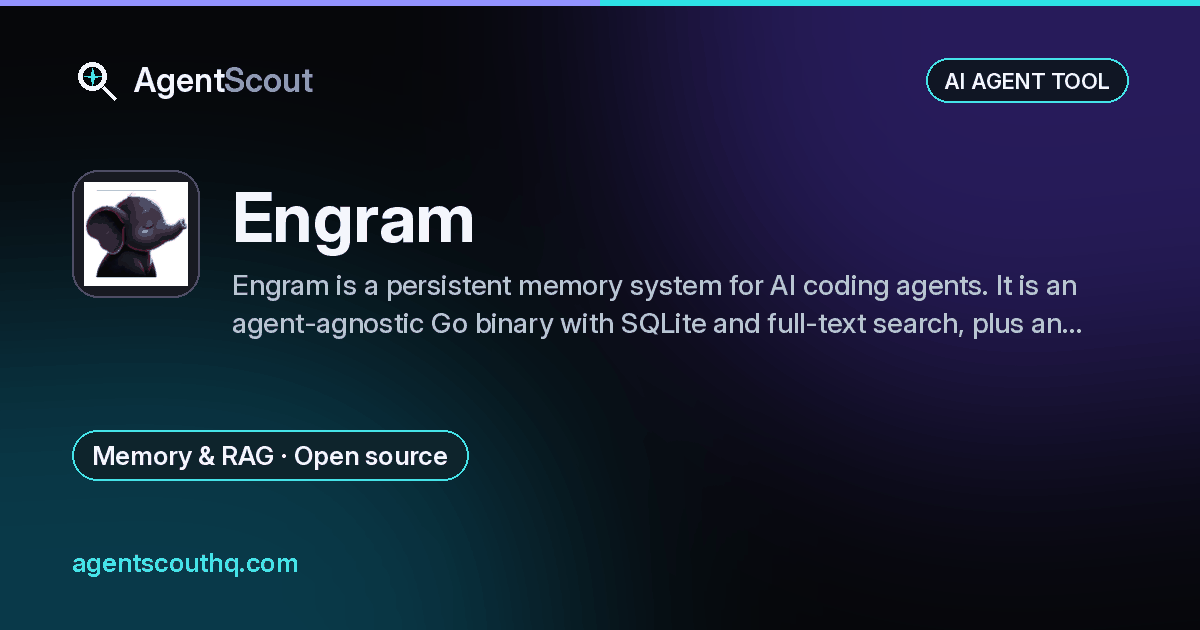 AgentScout
AI AGENT TOOL
Engram
Engram is a persistent memory system for AI coding agents. It is an
agent-agnostic Go binary with SQLite and full-text search, plus an...
Memory & RAG · Open source
agentscouthq.com